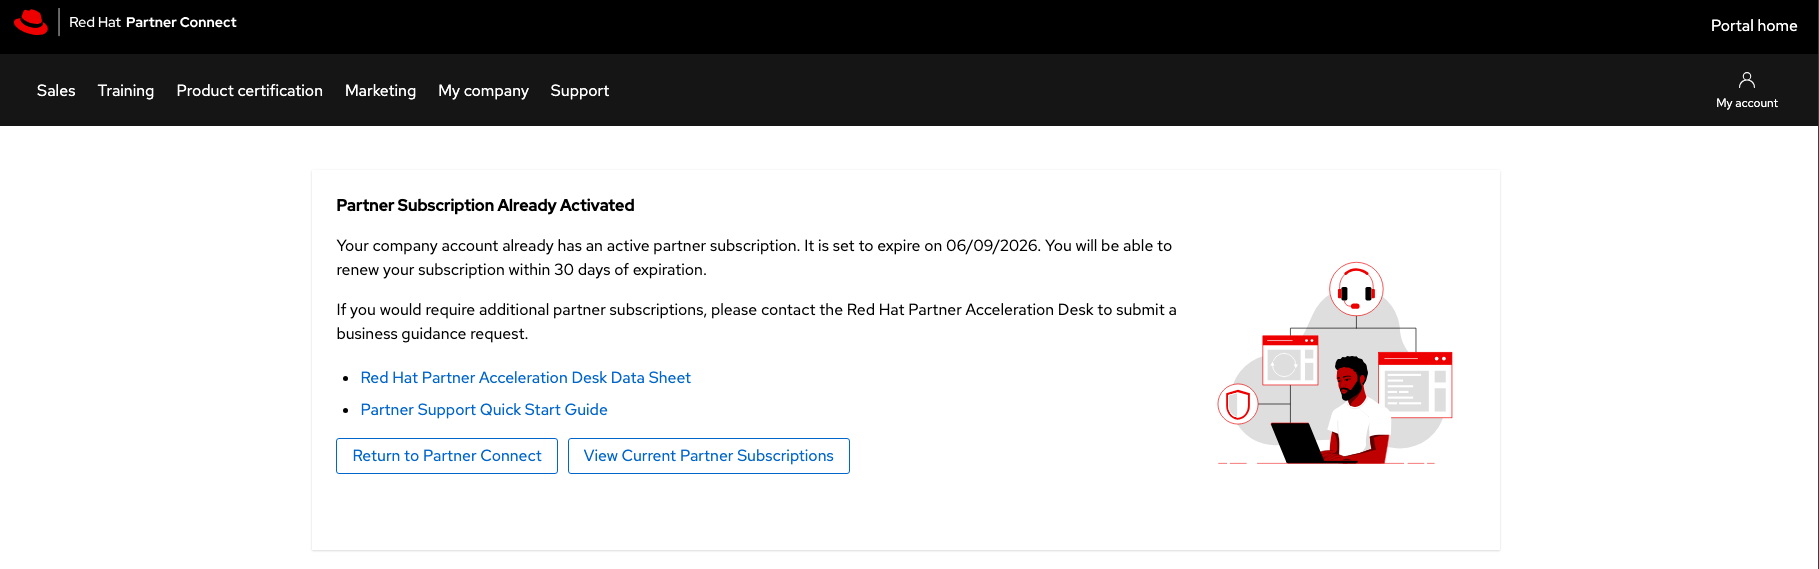 Red Hat Partner Connect
Portal home
Sales Training Product certification Marketing My company Support
My account
Partner Subscription Already Activated
Your company account already has an active partner subscription. It is set to expire on 06/09/2026. You will be able to
renew your subscription within 30 days of expiration.
If you would require additional partner subscriptions, please contact the Red Hat Partner Acceleration Desk to submit a
business guidance request.
• Red Hat Partner Acceleration Desk Data Sheet
• Partner Support Quick Start Guide
Return to Partner Connect View Current Partner Subscriptions